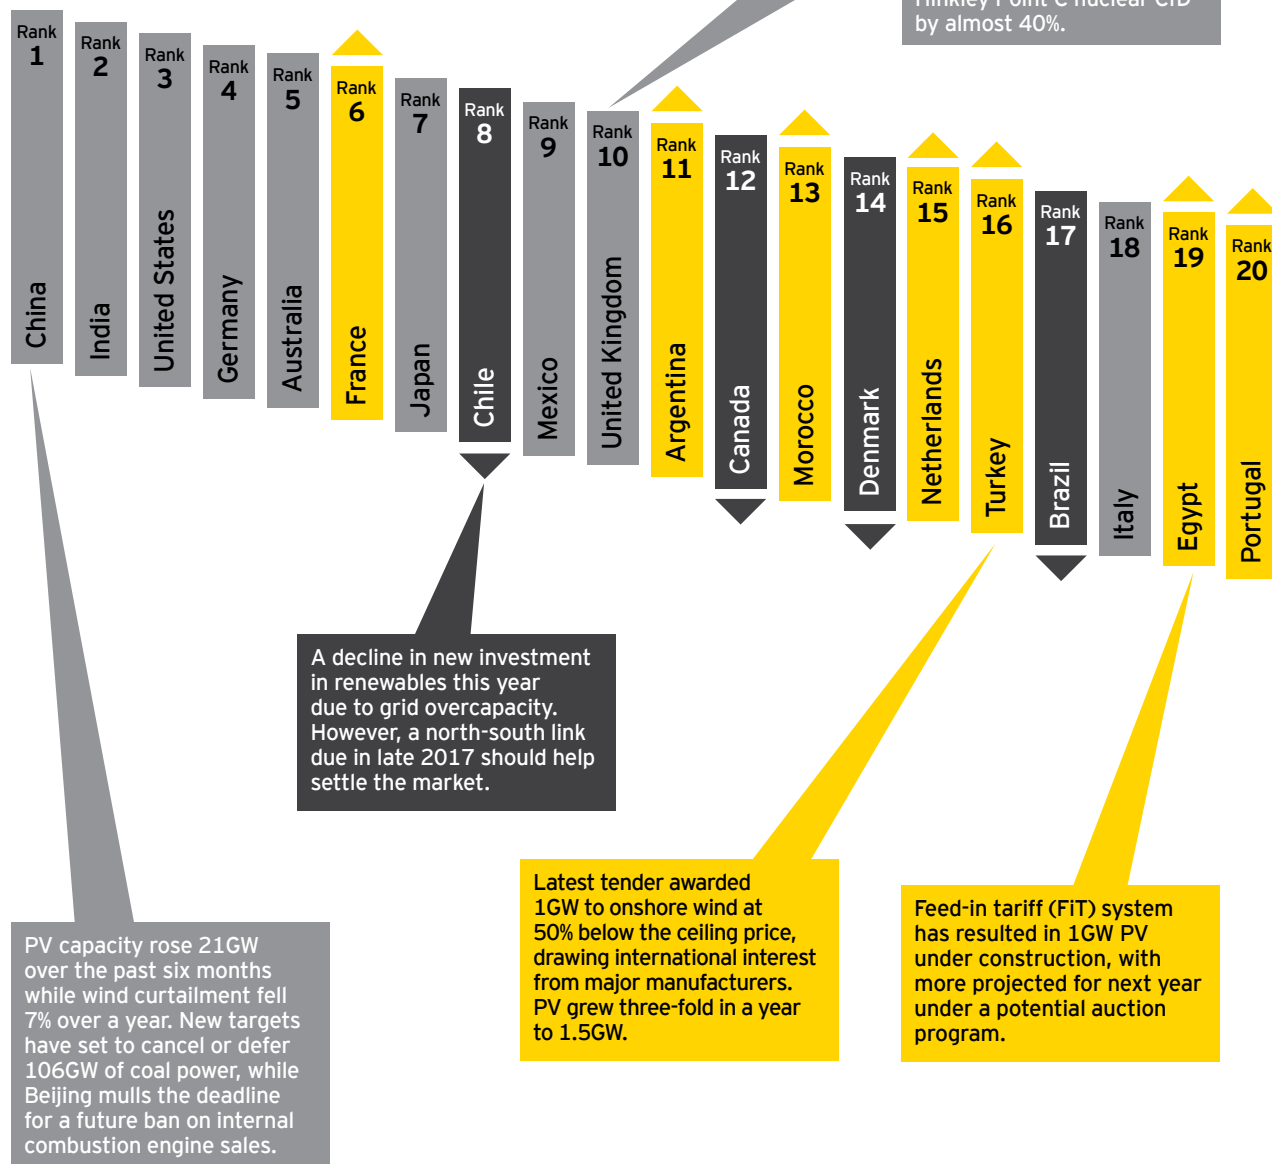 Hinkley Point C nuclear CfD
by almost 40%.
Rank
1
China
Rank
2
India
Rank
3
United States
Rank
4
Germany
Rank
5
Australia
Rank
6
France
Rank
7
Japan
Rank
8
Chile
Rank
9
Mexico
Rank
10
United Kingdom
Rank
11
Argentina
Rank
12
Canada
Rank
13
Morocco
Rank
14
Denmark
Rank
15
Netherlands
Rank
16
Turkey
Rank
17
Brazil
Rank
18
Italy
Rank
19
Egypt
Rank
20
Portugal
A decline in new investment
in renewables this year
due to grid overcapacity.
However, a north-south link
due in late 2017 should help
settle the market.
Latest tender awarded
1GW to onshore wind at
50% below the ceiling price,
drawing international interest
from major manufacturers.
PV grew three-fold in a year
to 1.5GW.
Feed-in tariff (FiT) system
has resulted in 1GW PV
under construction, with
more projected for next year
under a potential auction
program.
PV capacity rose 21GW
over the past six months
while wind curtailment fell
7% over a year. New targets
have set to cancel or defer
106GW of coal power, while
Beijing mulls the deadline
for a future ban on internal
combustion engine sales.